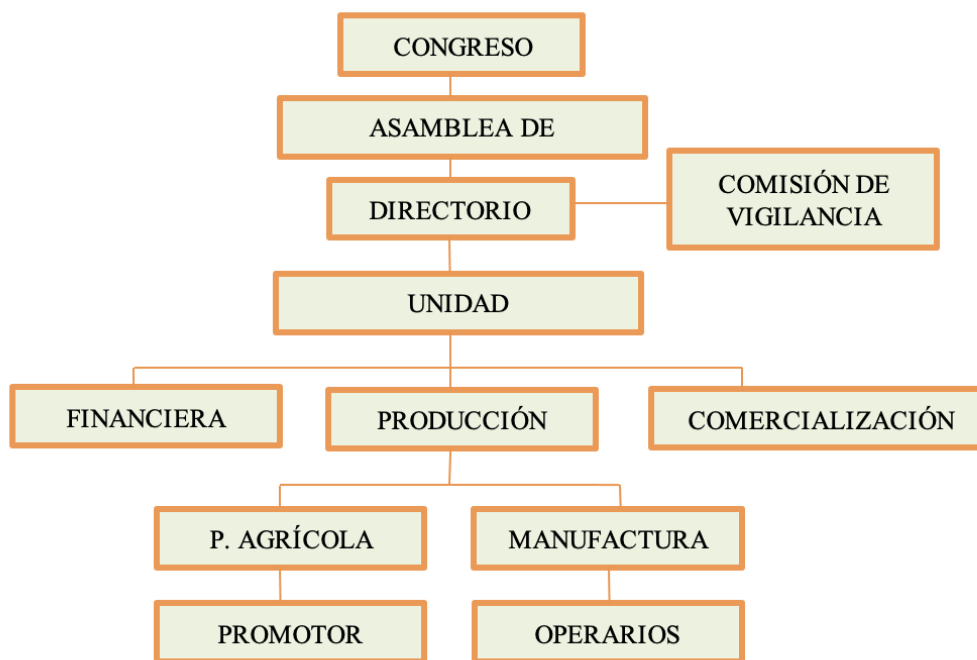 CONGRESO
ASAMBLEA DE
DIRECTORIO
COMISIÓN DE
VIGILANCIA
UNIDAD
FINANCIERA
PRODUCCIÓN
COMERCIALIZACIÓN
P. AGRÍCOLA
MANUFACTURA
PROMOTOR
OPERARIOS